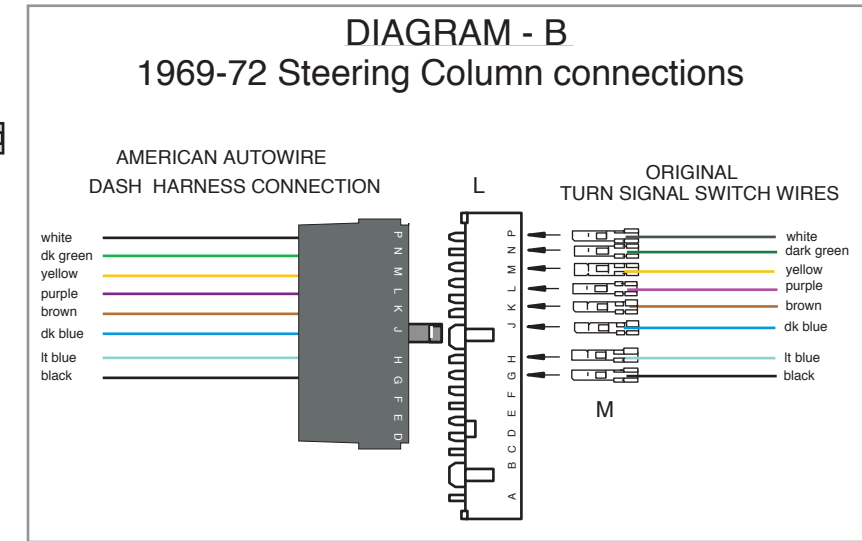 DIAGRAM - B
1969-72 Steering Column connections
AMERICAN AUTOWIRE
DASH HARNESS CONNECTION
L
ORIGINAL
TURN SIGNAL SWITCH WIRES
white
dk green
yellow
purple
brown
dk blue
lt blue
black
P
N
M
L
K
J
H
G
F
E
D
P
N
M
L
K
J
H
G
F
E
D
C
B
A
white
dark green
yellow
purple
brown
dk blue
lt blue
black
M